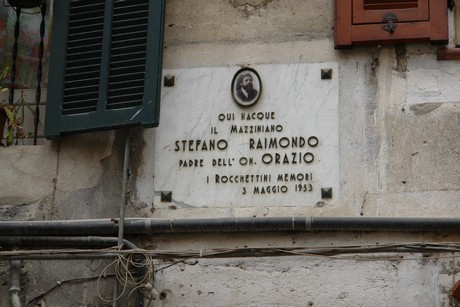 QUI NACQUE
IL MAZZINIANO
STEFANO RAIMONDO
PADRE DELL' ON. ORAZIO
I ROCCHETTINI MEMORI
3 MAGGIO 1953